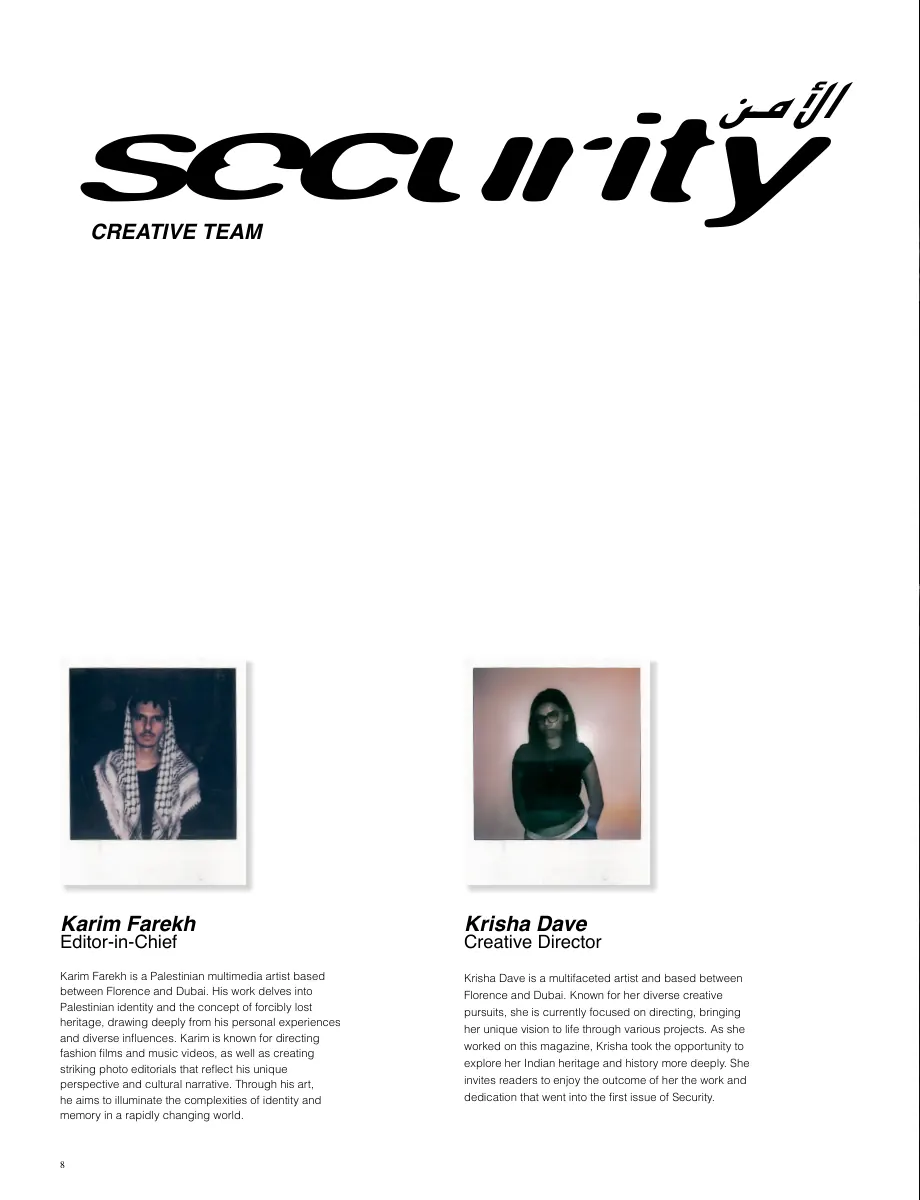 الأمن
security
CREATIVE TEAM
Karim Farekh
Editor-in-Chief
Karim Farekh is a Palestinian multimedia artist based
between Florence and Dubai. His work delves into
Palestinian identity and the concept of forcibly lost
heritage, drawing deeply from his personal experiences
and diverse influences. Karim is known for directing
fashion films and music videos, as well as creating
striking photo editorials that reflect his unique
perspective and cultural narrative. Through his art,
he aims to illuminate the complexities of identity and
memory in a rapidly changing world.
Krisha Dave
Creative Director
Krisha Dave is a multifaceted artist and based between
Florence and Dubai. Known for her diverse creative
pursuits, she is currently focused on directing, bringing
her unique vision to life through various projects. As she
worked on this magazine, Krisha took the opportunity to
explore her Indian heritage and history more deeply. She
invites readers to enjoy the outcome of her the work and
dedication that went into the first issue of Security.
8